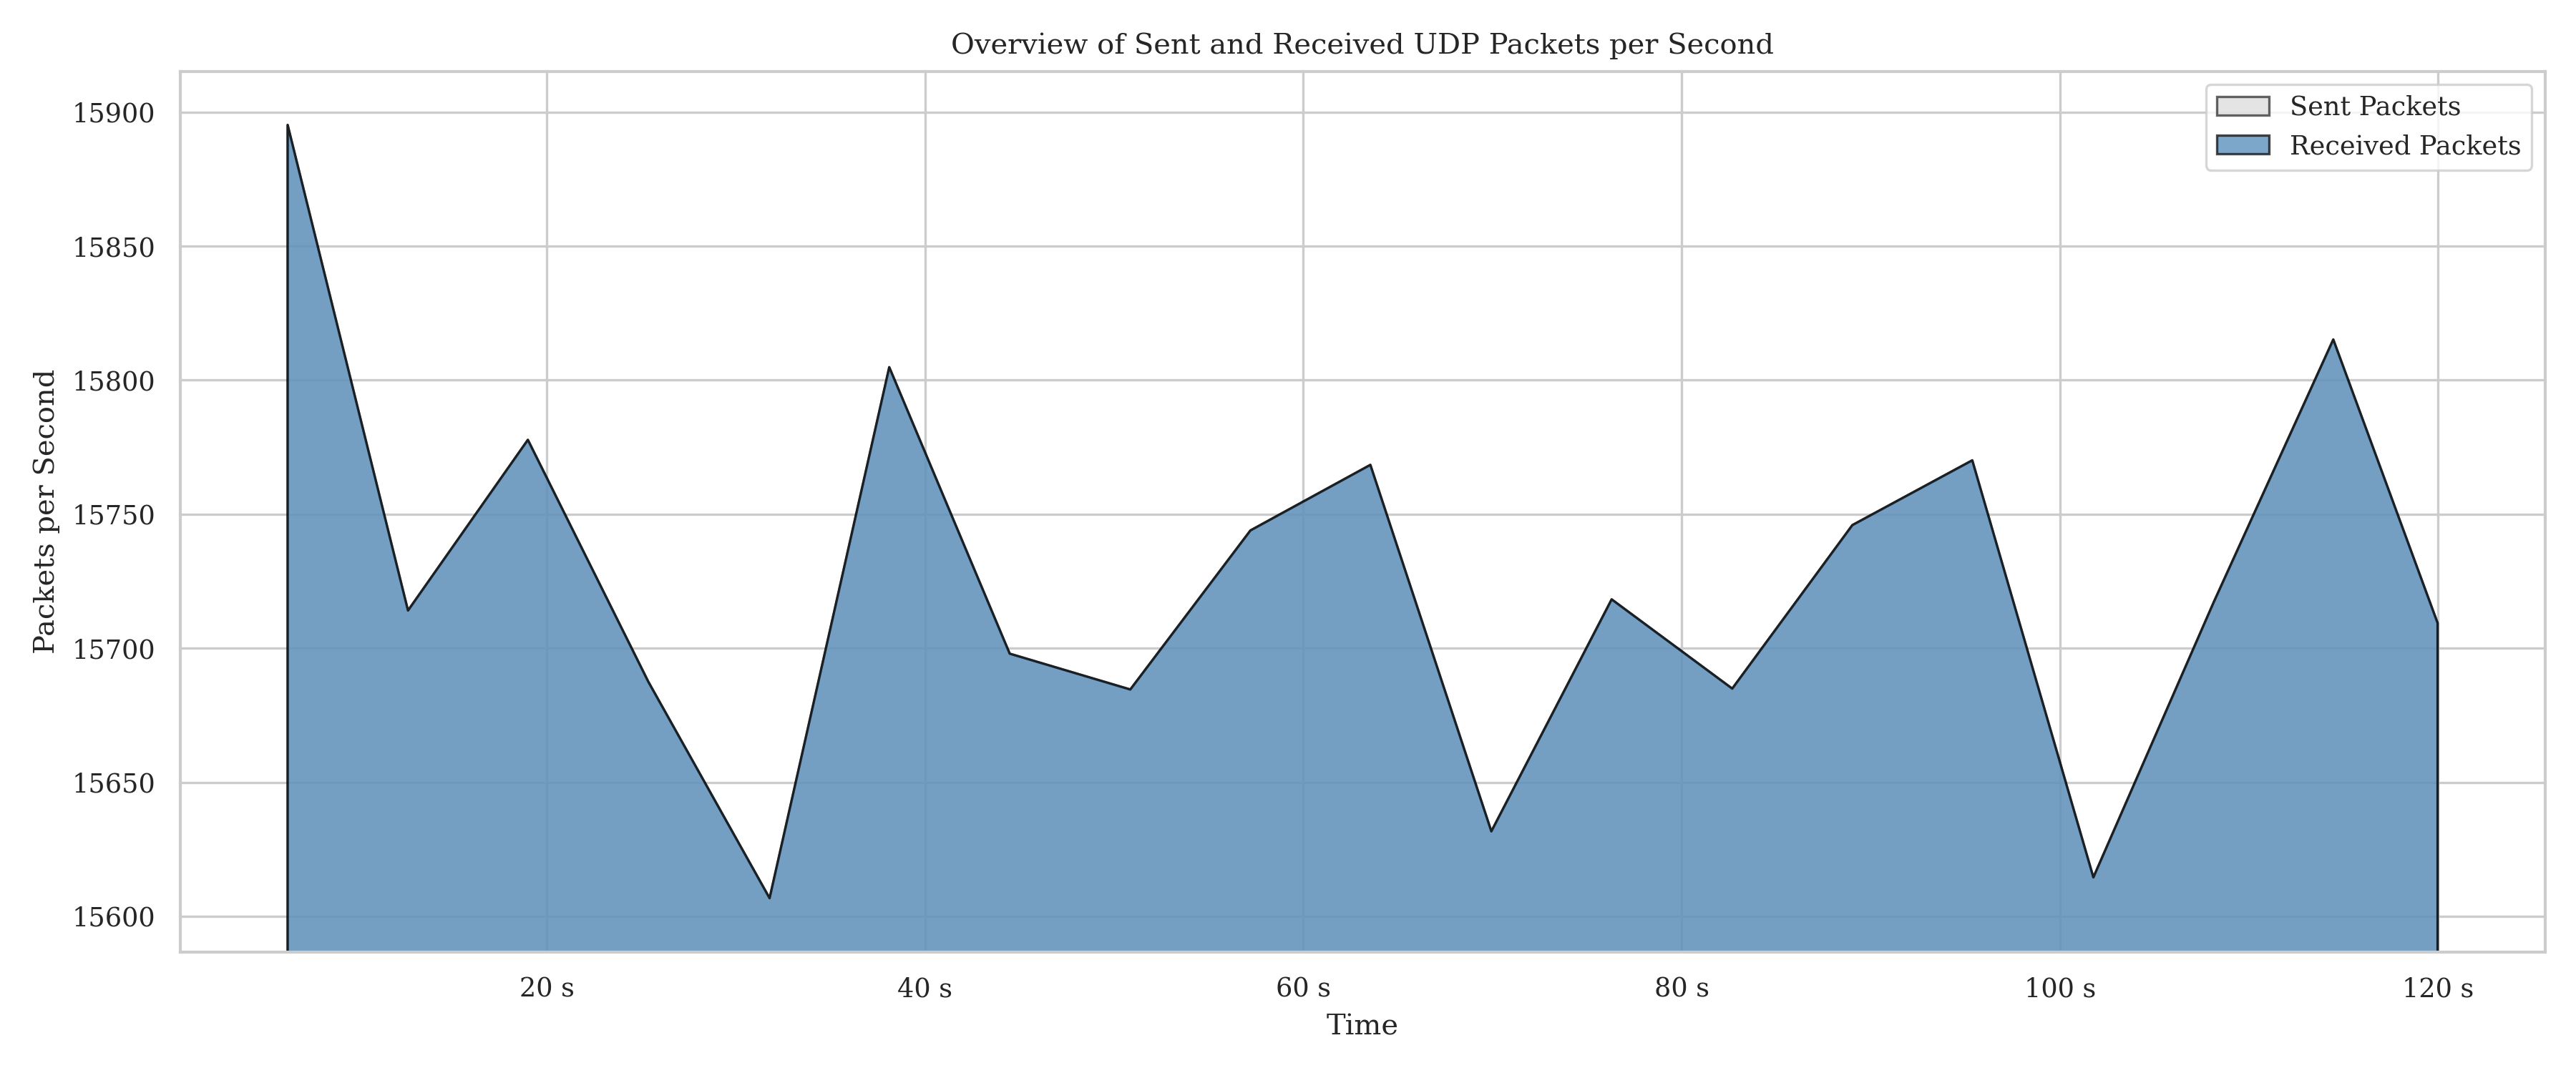 Overview of Sent and Received UDP Packets per Second
Sent Packets
Received Packets
Packets per Second
15900
15850
15800
15750
15700
15650
15600
20 s
40 s
60 s
80 s
100 s
120 s
Time